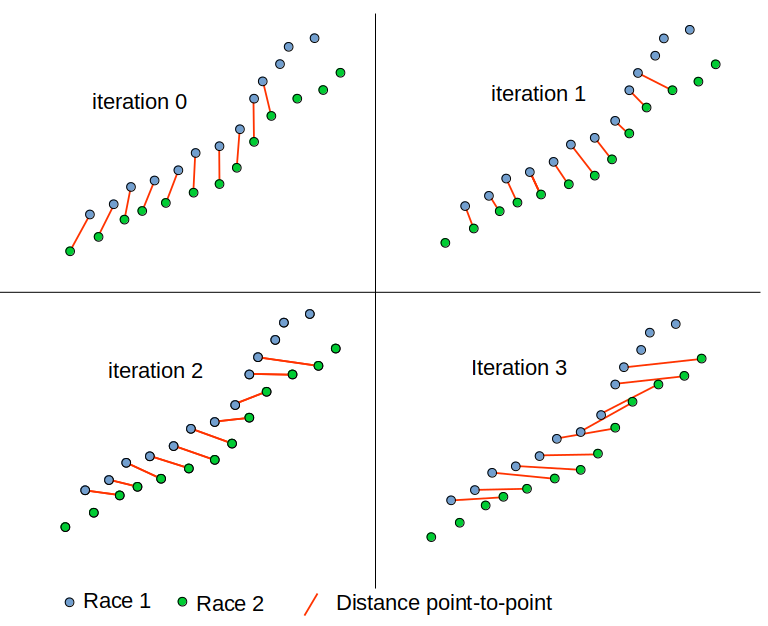 iteration 0
iteration 1
iteration 2
Iteration 3
Race 1 Race 2 Distance point-to-point